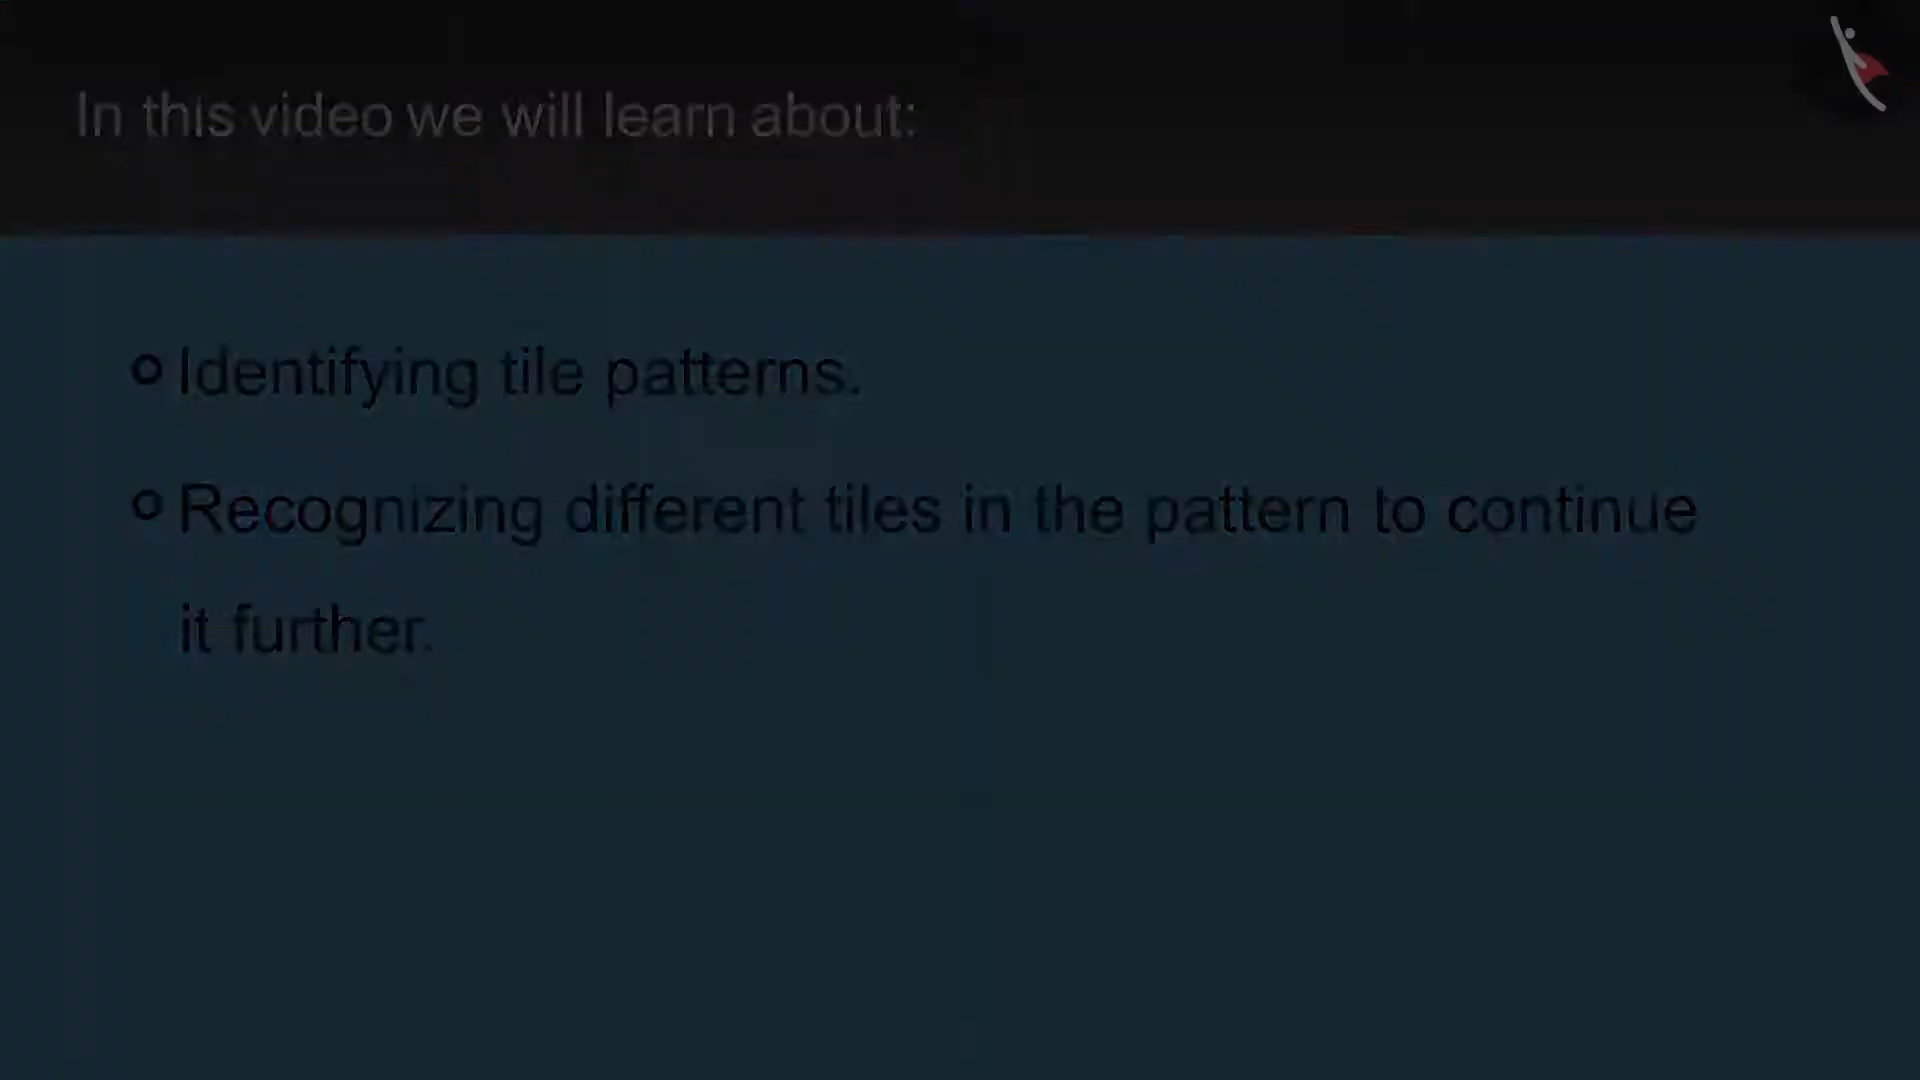 In this video we will learn about:
Identifying tile patterns.
Recognizing different tiles in the pattern to continue
it further.